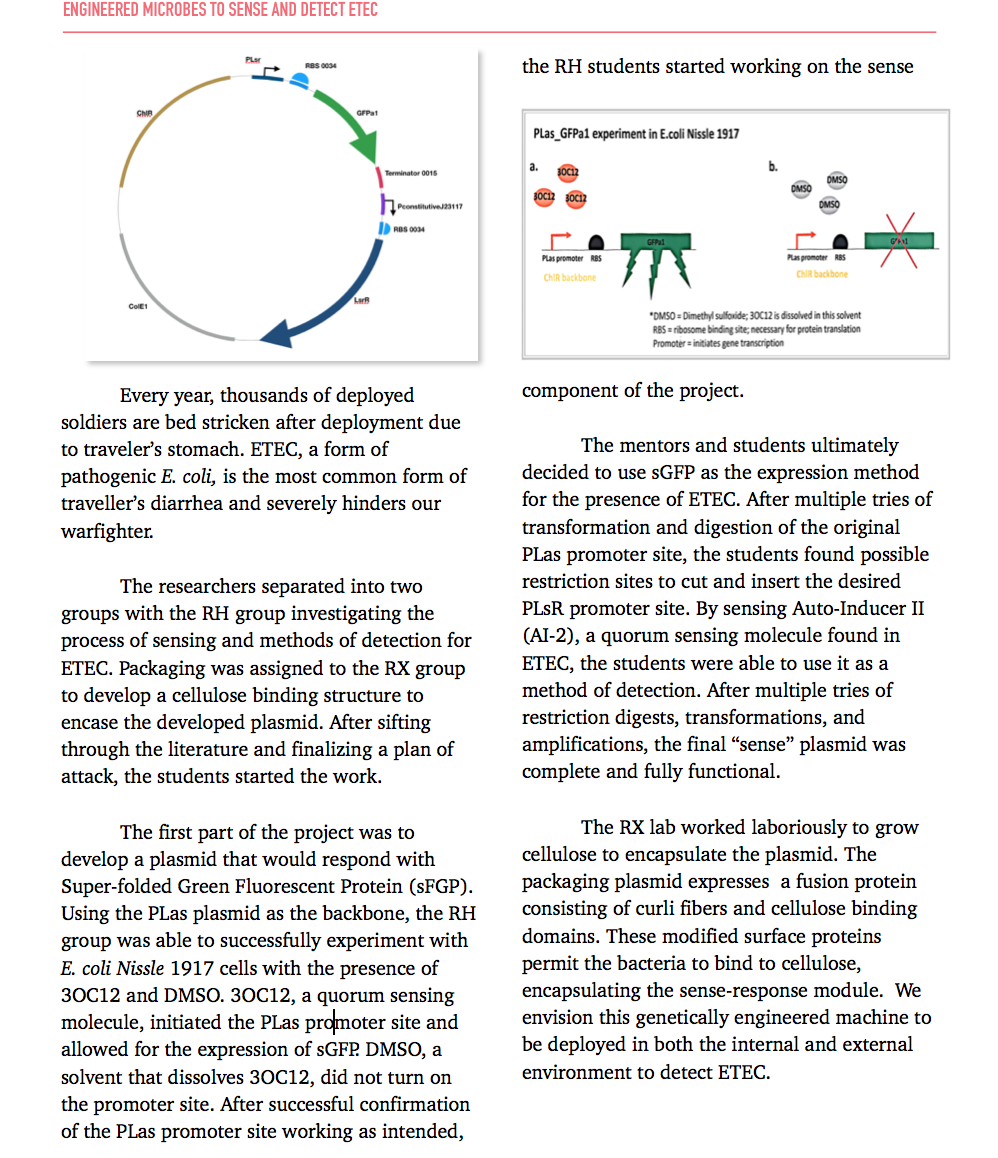 ENGINEERED MICROBES TO SENSE AND DETECT ETEC
PLsr
RBS 0034
ChlR
GFPa1
Terminator 0015
PconstitutiveJ23117
RBS 0034
LsrB
ColE1
Every year, thousands of deployed
soldiers are bed stricken after deployment due
to traveler’s stomach. ETEC, a form of
pathogenic E. coli, is the most common form of
traveller’s diarrhea and severely hinders our
warfighter.
The researchers separated into two
groups with the RH group investigating the
process of sensing and methods of detection for
ETEC. Packaging was assigned to the RX group
to develop a cellulose binding structure to
encase the developed plasmid. After sifting
through the literature and finalizing a plan of
attack, the students started the work.
The first part of the project was to
develop a plasmid that would respond with
Super-folded Green Fluorescent Protein (sFGP).
Using the PLas plasmid as the backbone, the RH
group was able to successfully experiment with
E. coli Nissle 1917 cells with the presence of
3OC12 and DMSO. 3OC12, a quorum sensing
molecule, initiated the PLas promoter site and
allowed for the expression of sGFP. DMSO, a
solvent that dissolves 3OC12, did not turn on
the promoter site. After successful confirmation
of the PLas promoter site working as intended,
the RH students started working on the sense
PLas_GFPa1 experiment in E.coli Nissle 1917
a.
3OC12
3OC12 3OC12
GFPa1
PLas promoter RBS
ChlR backbone
b.
DMSO
DMSO
DMSO
GFPa1
PLas promoter RBS
ChlR backbone
*DMSO = Dimethyl sulfoxide; 3OC12 is dissolved in this solvent
RBS = ribosome binding site; necessary for protein translation
Promoter = initiates gene transcription
component of the project.
The mentors and students ultimately
decided to use sGFP as the expression method
for the presence of ETEC. After multiple tries of
transformation and digestion of the original
PLas promoter site, the students found possible
restriction sites to cut and insert the desired
PLsR promoter site. By sensing Auto-Inducer II
(AI-2), a quorum sensing molecule found in
ETEC, the students were able to use it as a
method of detection. After multiple tries of
restriction digests, transformations, and
amplifications, the final “sense” plasmid was
complete and fully functional.
The RX lab worked laboriously to grow
cellulose to encapsulate the plasmid. The
packaging plasmid expresses  a fusion protein
consisting of curli fibers and cellulose binding
domains. These modified surface proteins
permit the bacteria to bind to cellulose,
encapsulating the sense-response module.  We
envision this genetically engineered machine to
be deployed in both the internal and external
environment to detect ETEC.